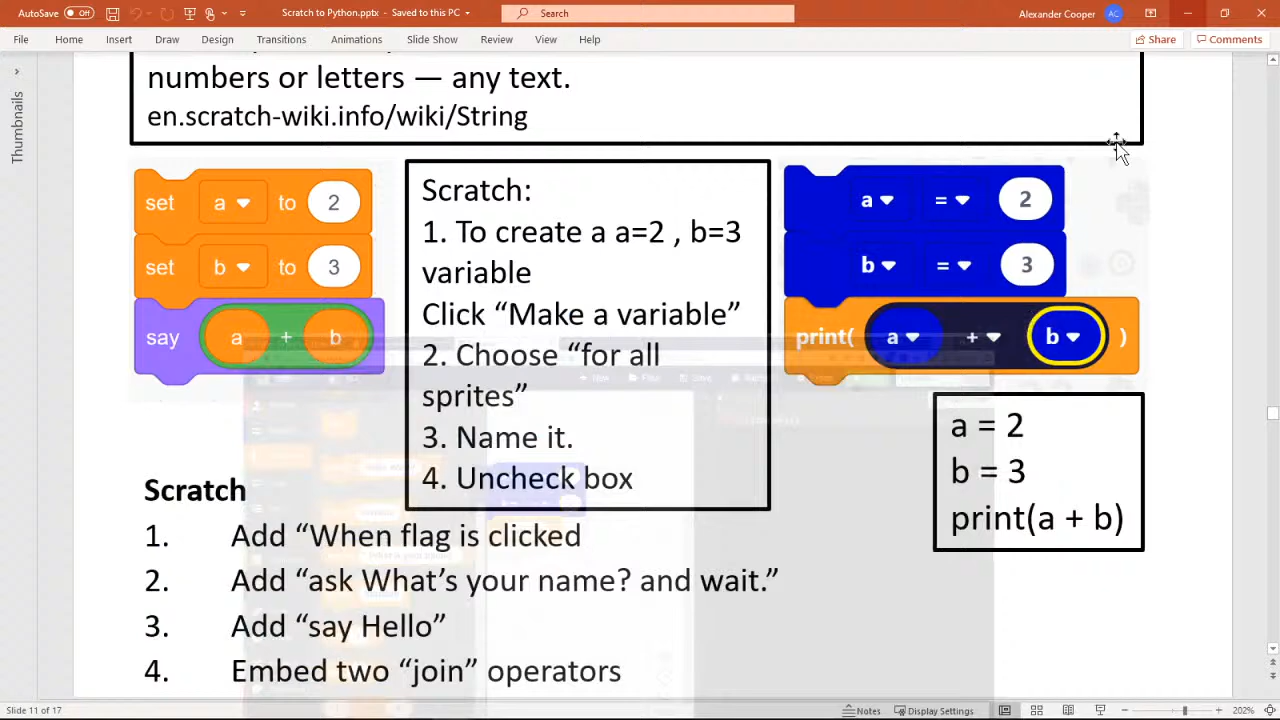 AutoSave Off Scratch to Python.pptx - Saved to this PC Search Alexander Cooper AC
File Home Insert Draw Design Transitions Animations Slide Show Review View Help Share Comments
Thumbnails
numbers or letters — any text.
en.scratch-wiki.info/wiki/String
set a to 2
set b to 3
say a + b
Scratch:
1. To create a a=2 , b=3
variable
Click “Make a variable”
2. Choose “for all
sprites”
3. Name it.
4. Uncheck box
a = 2
b = 3
print( a + b )
a = 2
b = 3
print(a + b)
Scratch
1. Add “When flag is clicked
2. Add “ask What’s your name? and wait.”
3. Add “say Hello”
4. Embed two “join” operators
Slide 11 of 17 Notes Display Settings 202%